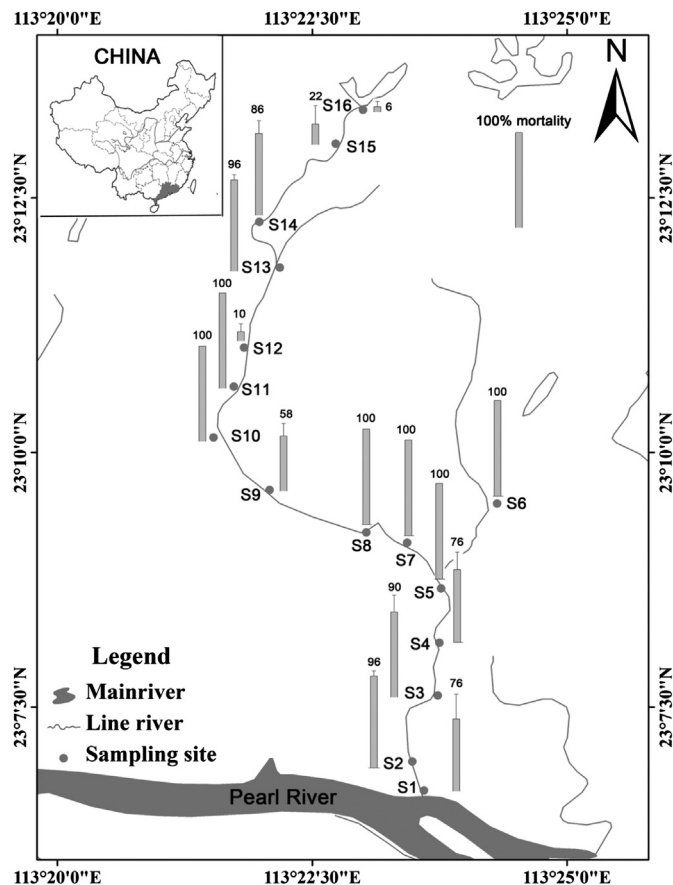 113°20'0"E 113°22'30"E 113°25'0"E
CHINA
N
23°12'30"N
23°12'30"N
100% mortality
S16
6
22
S15
86
S14
96
S13
100
10
S12
100
S11
S10
58
S9
100
S8
100
S7
100
S6
100
S5
76
S4
90
S3
96
S2
76
S1
23°10'0"N
23°10'0"N
23°7'30"N
23°7'30"N
Legend
Mainriver
Line river
Sampling site
Pearl River
113°20'0"E 113°22'30"E 113°25'0"E